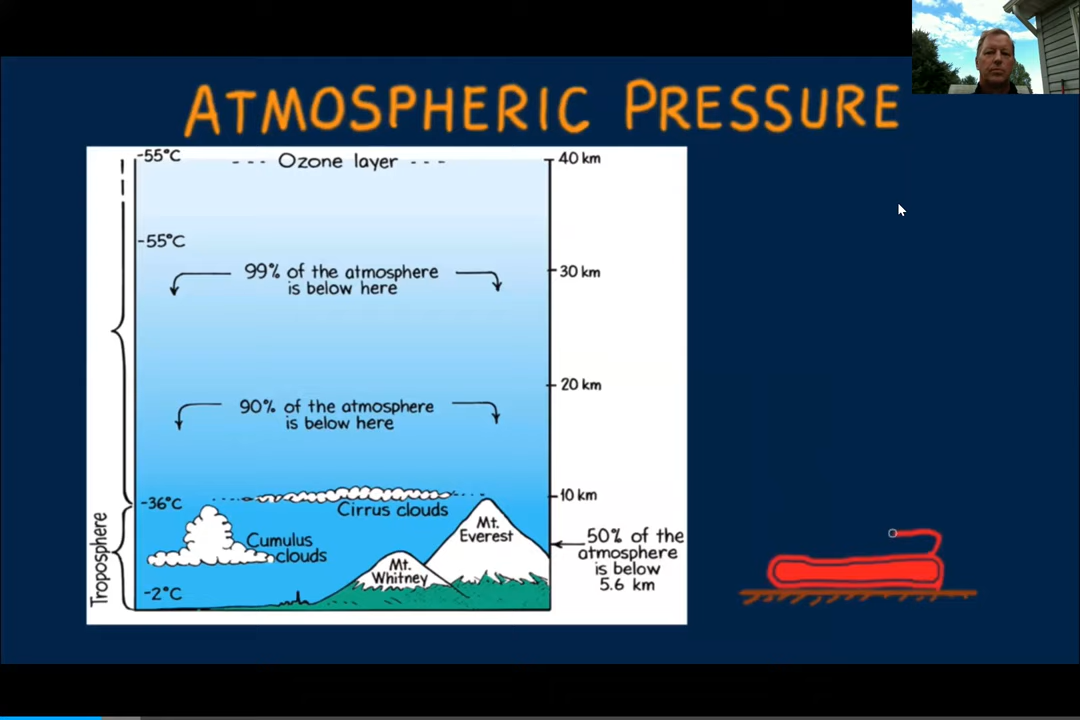 ATMOSPHERIC PRESSURE
-55°C
--- Ozone layer ---
40 km
-55°C
99% of the atmosphere
is below here
30 km
20 km
90% of the atmosphere
is below here
-36°C
10 km
Cirrus clouds
Cumulus
clouds
Mt.
Everest
Mt.
Whitney
50% of the
atmosphere
is below
5.6 km
Troposphere
-2°C